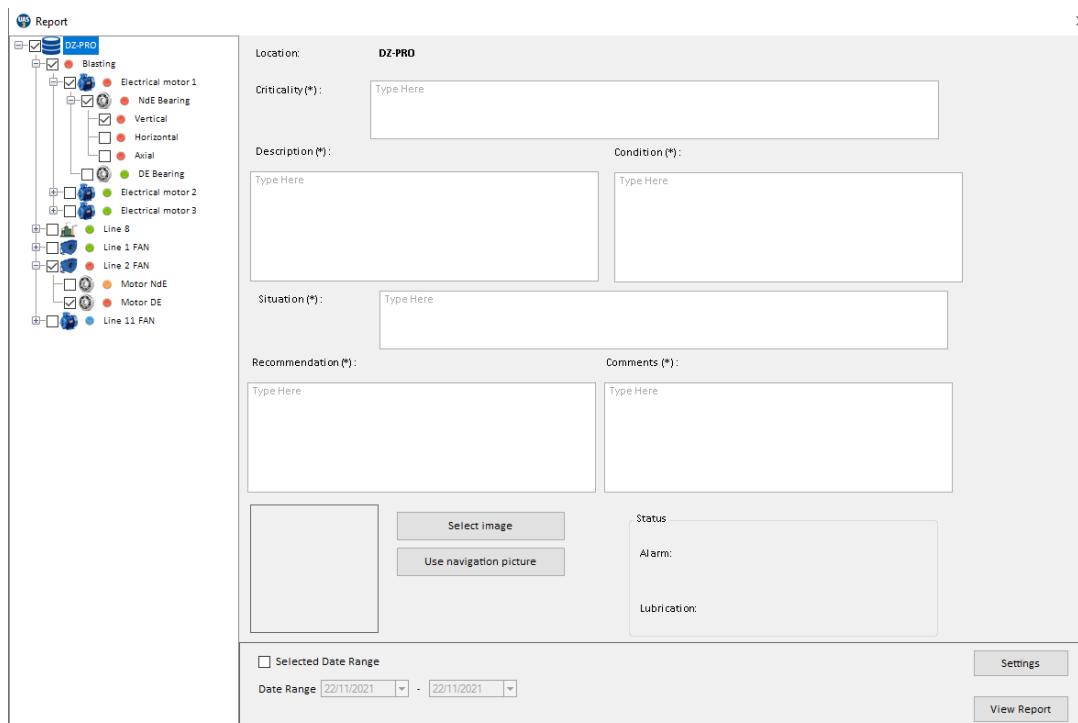 UAS
Report
DZ-PRO
Blasting
Electrical motor 1
NdE Bearing
Vertical
Horizontal
Axial
DE Bearing
Electrical motor 2
Electrical motor 3
Line 8
Line 1 FAN
Line 2 FAN
Motor NdE
Motor DE
Line 11 FAN
Location: DZ-PRO
Criticality (*) : Type Here
Description (*) : Condition (*) :
Type Here Type Here
Situation (*) : Type Here
Recommendation (*) : Comments (*) :
Type Here Type Here
Select image
Use navigation picture
Status
Alarm:
Lubrication:
Selected Date Range
Date Range 22/11/2021 - 22/11/2021
Settings
View Report